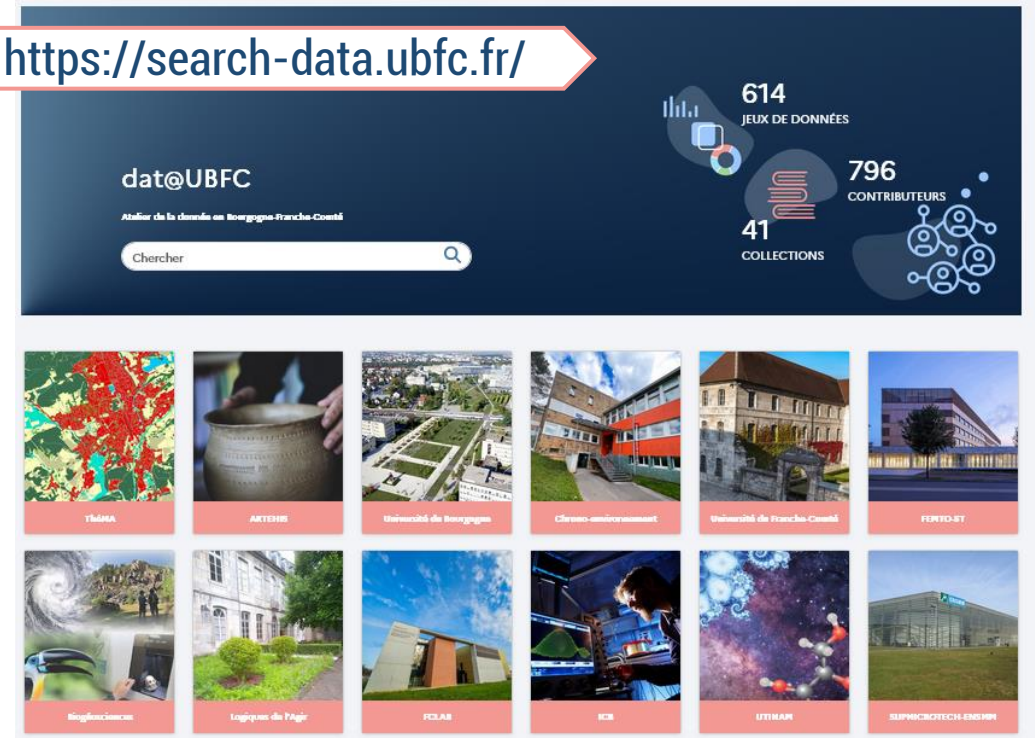 https://search-data.ubfc.fr/
614
JEUX DE DONNÉES
796
CONTRIBUTEURS
41
COLLECTIONS
dat@UBFC
Atelier de la donnée en Bourgogne-Franche-Comté
Chercher
ThéMA
ARTEHIS
Université de Bourgogne
Chrono-environnement
Université de Franche-Comté
FEMTO-ST
Biogéosciences
Logiques de l'Agir
FCLAB
ICB
UTINAM
SUPMICROTECH-ENSMM